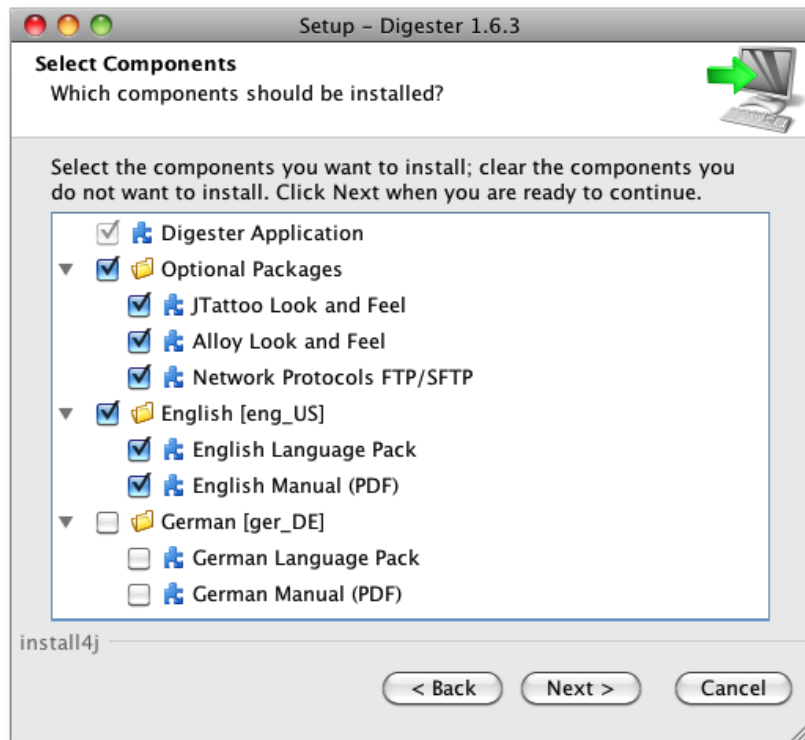 Setup – Digester 1.6.3
Select Components
Which components should be installed?
Select the components you want to install; clear the components you
do not want to install. Click Next when you are ready to continue.
Digester Application
Optional Packages
JTattoo Look and Feel
Alloy Look and Feel
Network Protocols FTP/SFTP
English [eng_US]
English Language Pack
English Manual (PDF)
German [ger_DE]
German Language Pack
German Manual (PDF)
install4j
< Back
Next >
Cancel